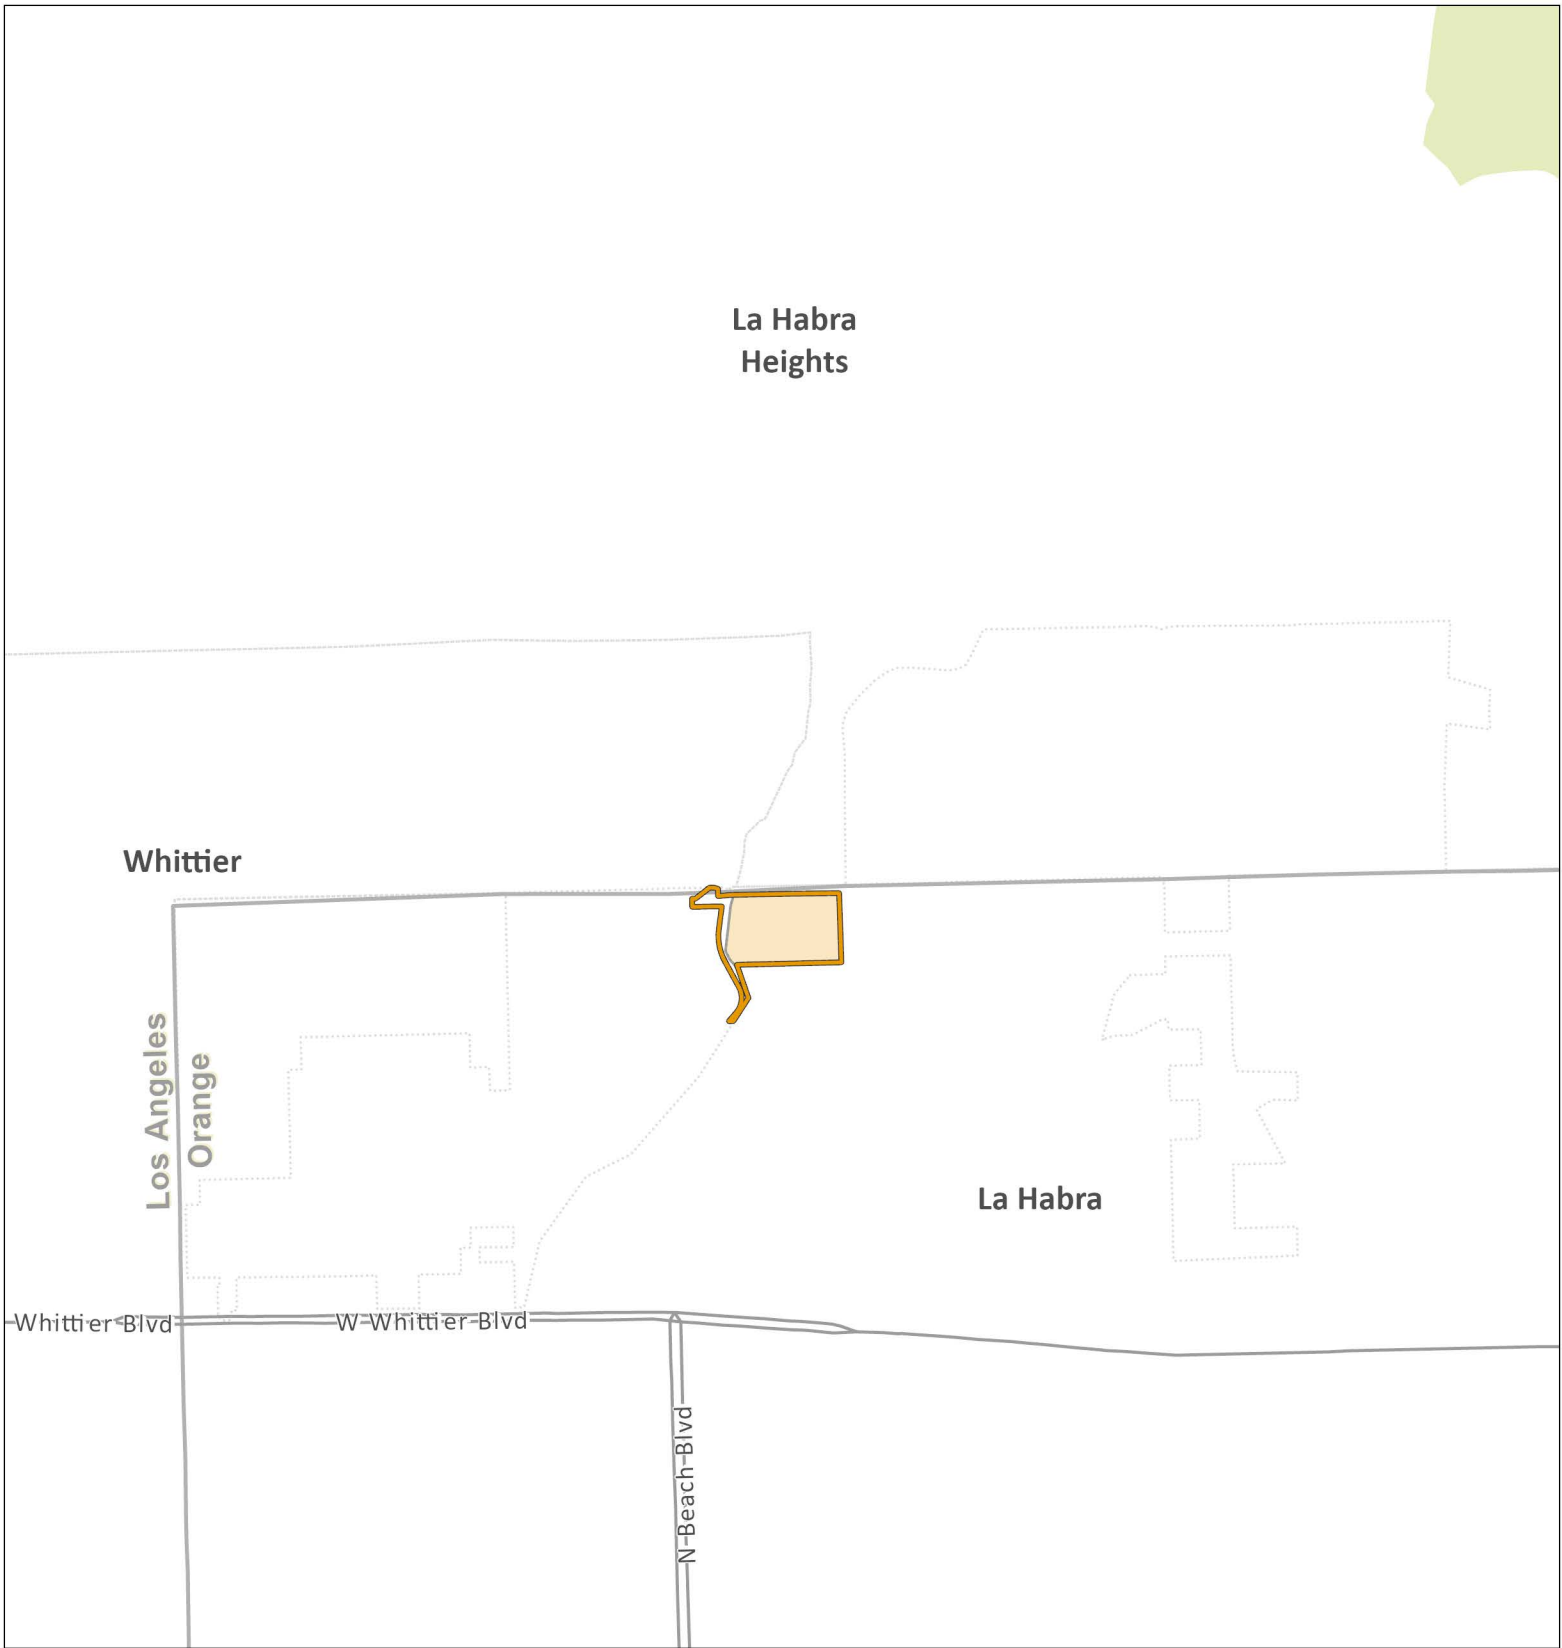 La Habra
Heights
Whittier
Los Angeles
Orange
La Habra
Whittier Blvd
W Whittier Blvd
N Beach Blvd